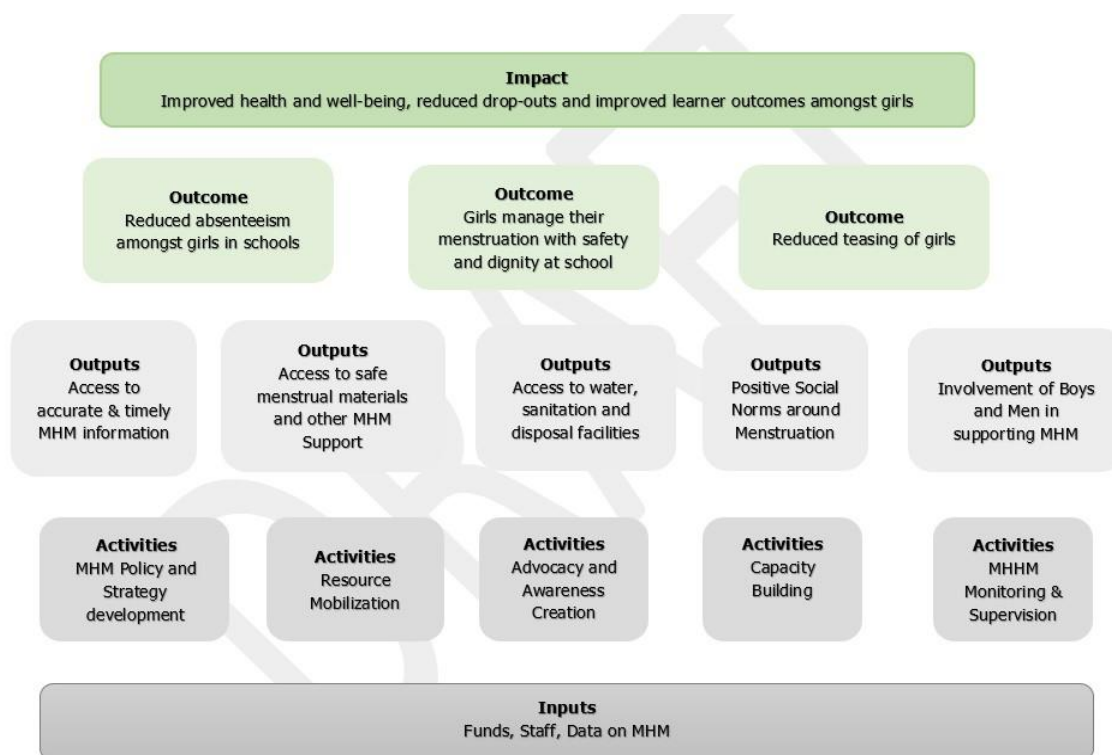 Impact
Improved health and well-being, reduced drop-outs and improved learner outcomes amongst girls
Outcome
Reduced absenteeism
amongst girls in schools
Outcome
Girls manage their
menstruation with safety
and dignity at school
Outcome
Reduced teasing of girls
Outputs
Access to
accurate & timely
MHM information
Outputs
Access to safe
menstrual materials
and other MHM
Support
Outputs
Access to water,
sanitation and
disposal facilities
Outputs
Positive Social
Norms around
Menstruation
Outputs
Involvement of Boys
and Men in
supporting MHM
Activities
MHM Policy and
Strategy
development
Activities
Resource
Mobilization
Activities
Advocacy and
Awareness
Creation
Activities
Capacity
Building
Activities
MHHM
Monitoring &
Supervision
Inputs
Funds, Staff, Data on MHM
DRAFT